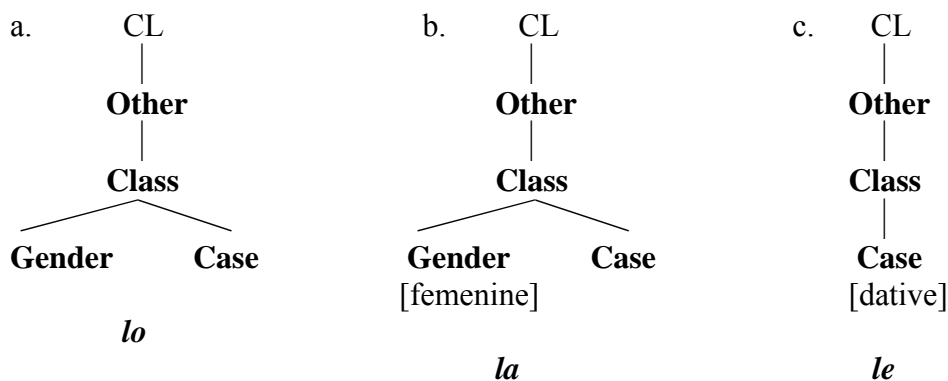 a. CL b. CL c. CL
Other Other Other
Class Class Class
Gender Case Gender Case Case
[femenine] [dative]
lo
la le